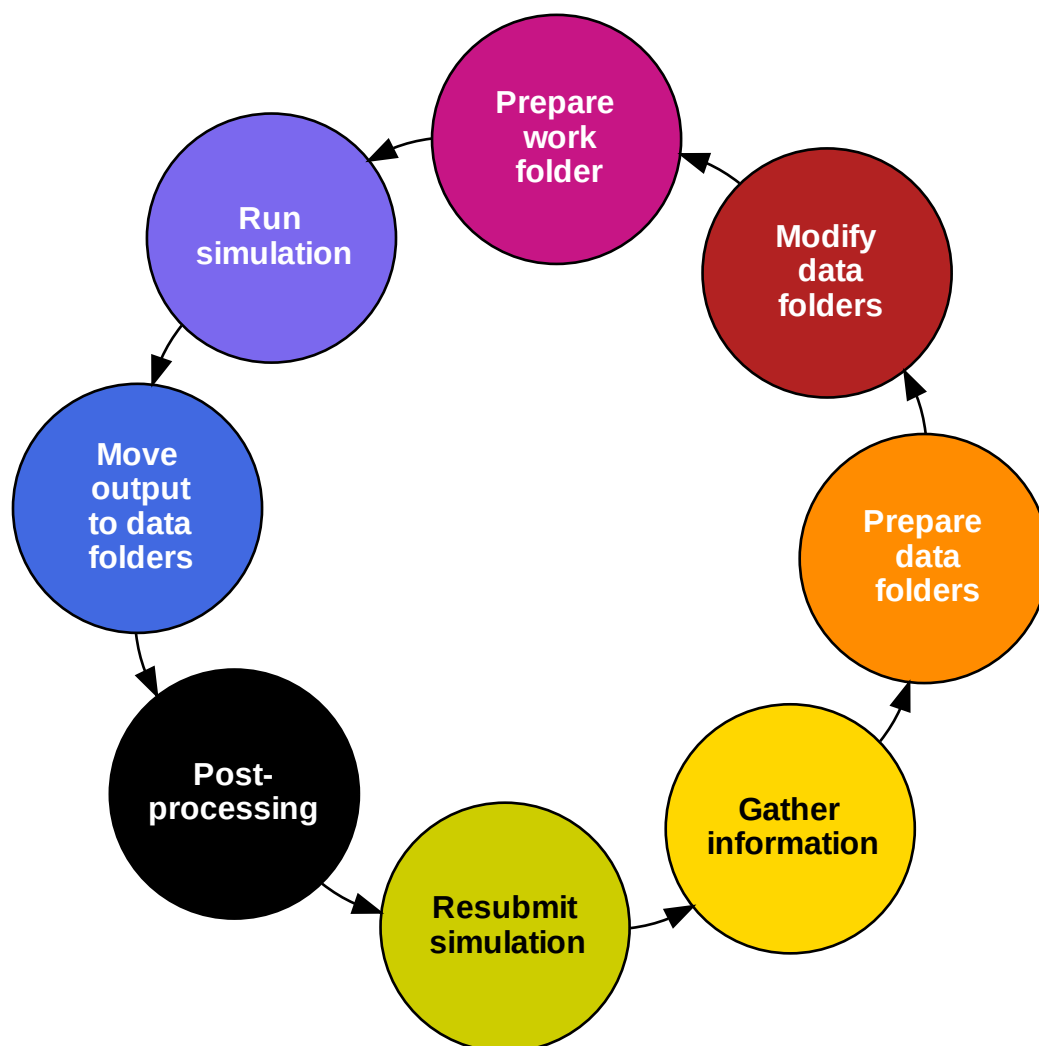 Prepare
work
folder
Run
simulation
Modify
data
folders
Move
output
to data
folders
Prepare
data
folders
Post-
processing
Gather
information
Resubmit
simulation